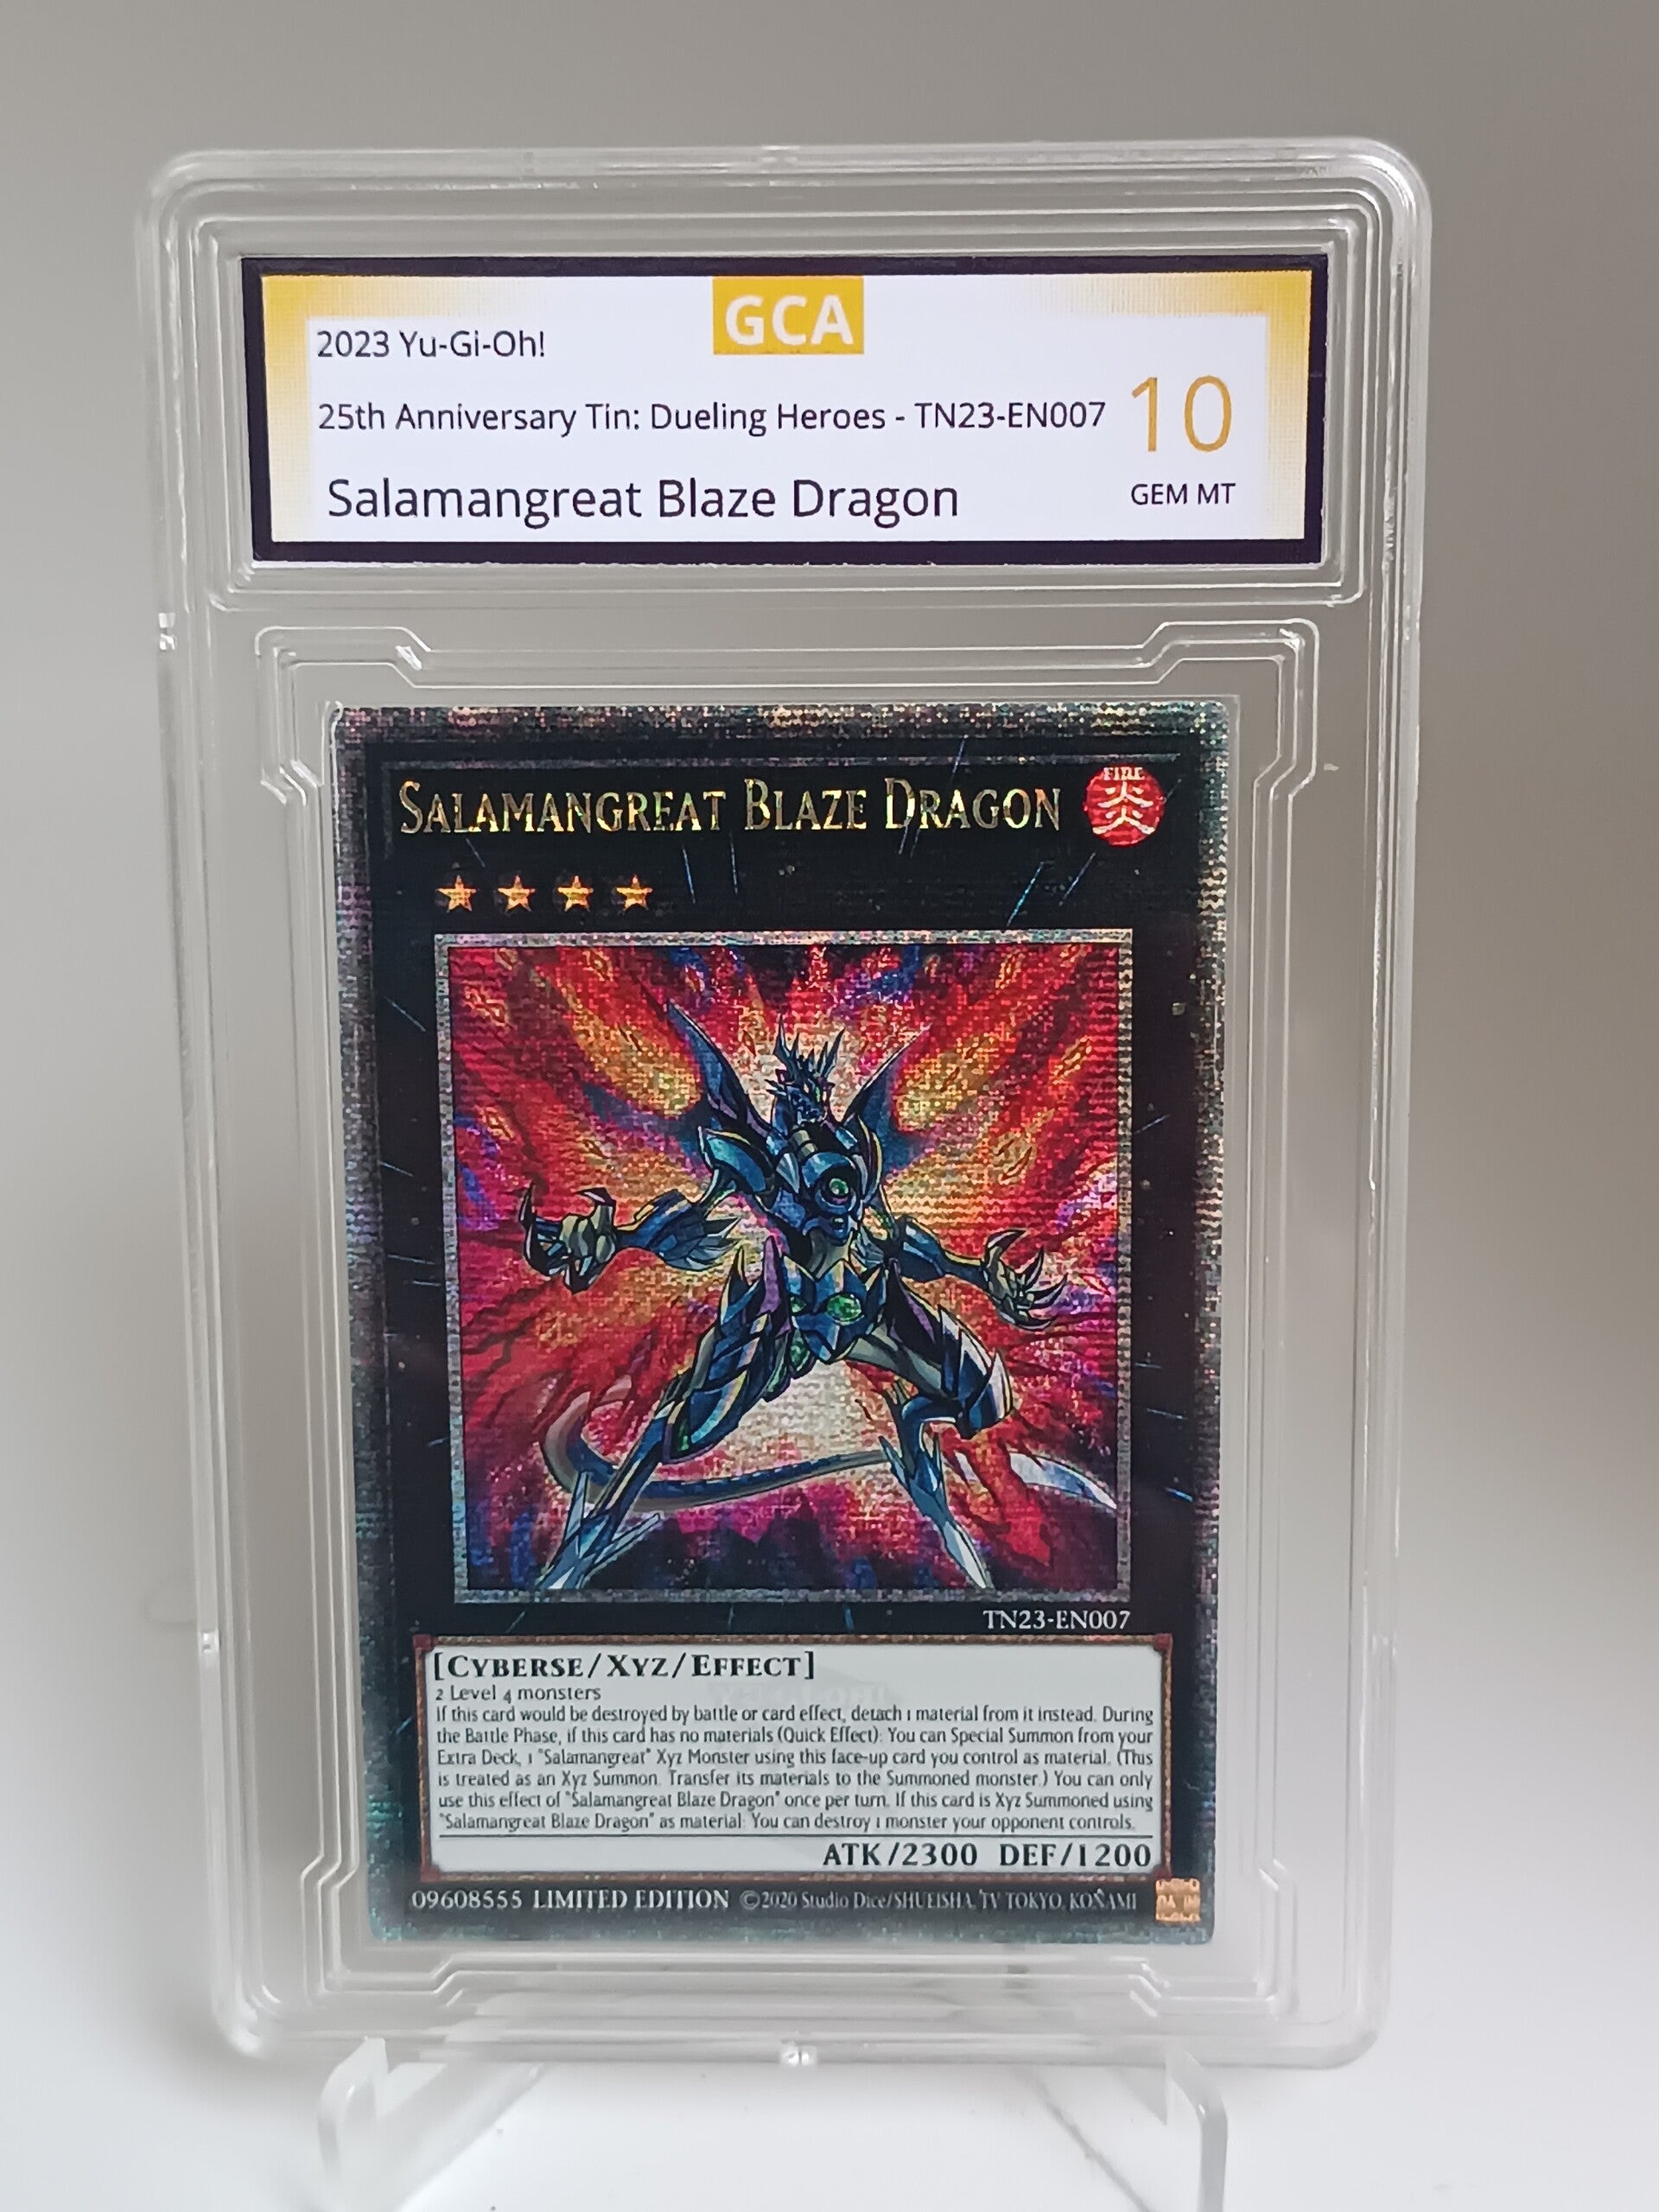 GCA
2023 Yu-Gi-Oh!
25th Anniversary Tin: Dueling Heroes - TN23-EN007
10
Salamangreat Blaze Dragon
GEM MT
SALAMANGREAT BLAZE DRAGON
FIRE
炎
TN23-EN007
[CYBERSE/XYZ/EFFECT]
2 Level 4 monsters
If this card would be destroyed by battle or card effect, detach 1 material from it instead. During
the Battle Phase, if this card has no materials (Quick Effect): You can Special Summon from your
Extra Deck, 1 "Salamangreat" Xyz Monster using this face-up card you control as material. (This
is treated as an Xyz Summon. Transfer its materials to the Summoned monster.) You can only
use this effect of "Salamangreat Blaze Dragon" once per turn. If this card is Xyz Summoned using
"Salamangreat Blaze Dragon" as material: You can destroy 1 monster your opponent controls.
ATK/2300 DEF/1200
09608555 LIMITED EDITION ©2020 Studio Dice/SHUEISHA, TV TOKYO, KONAMI